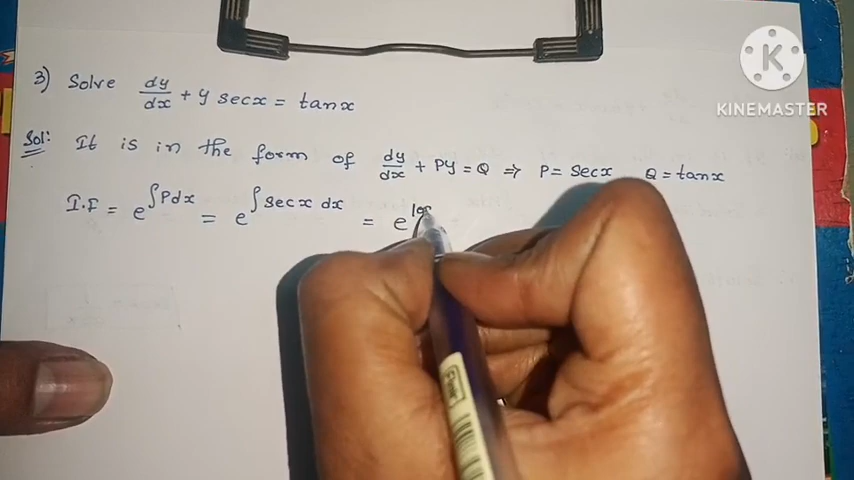 3) Solve dy/dx + y secx = tanx
K
KINEMASTER
Sol: It is in the form of dy/dx + Py = Q ⇒ P = Secx Q = tanx
I.F = e^∫Pdx = e^∫Secx dx = e^log
Flair